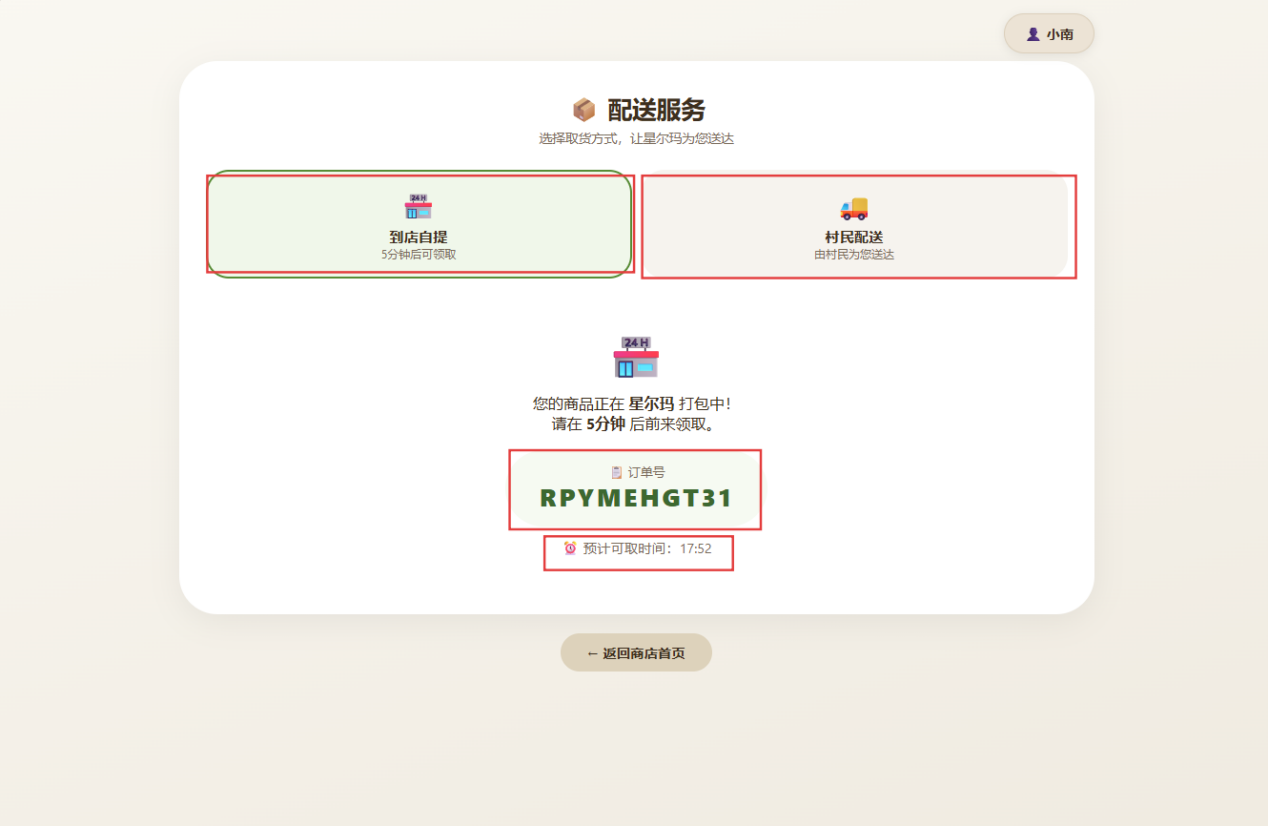 小南
配送服务
选择取货方式，让星尔玛为您送达
24H
到店自提
5分钟后可领取
村民配送
由村民为您送达
24H
您的商品正在 星尔玛 打包中！
请在 5分钟 后前来领取。
订单号
RPYMEHGT31
预计可取时间：17:52
← 返回商店首页